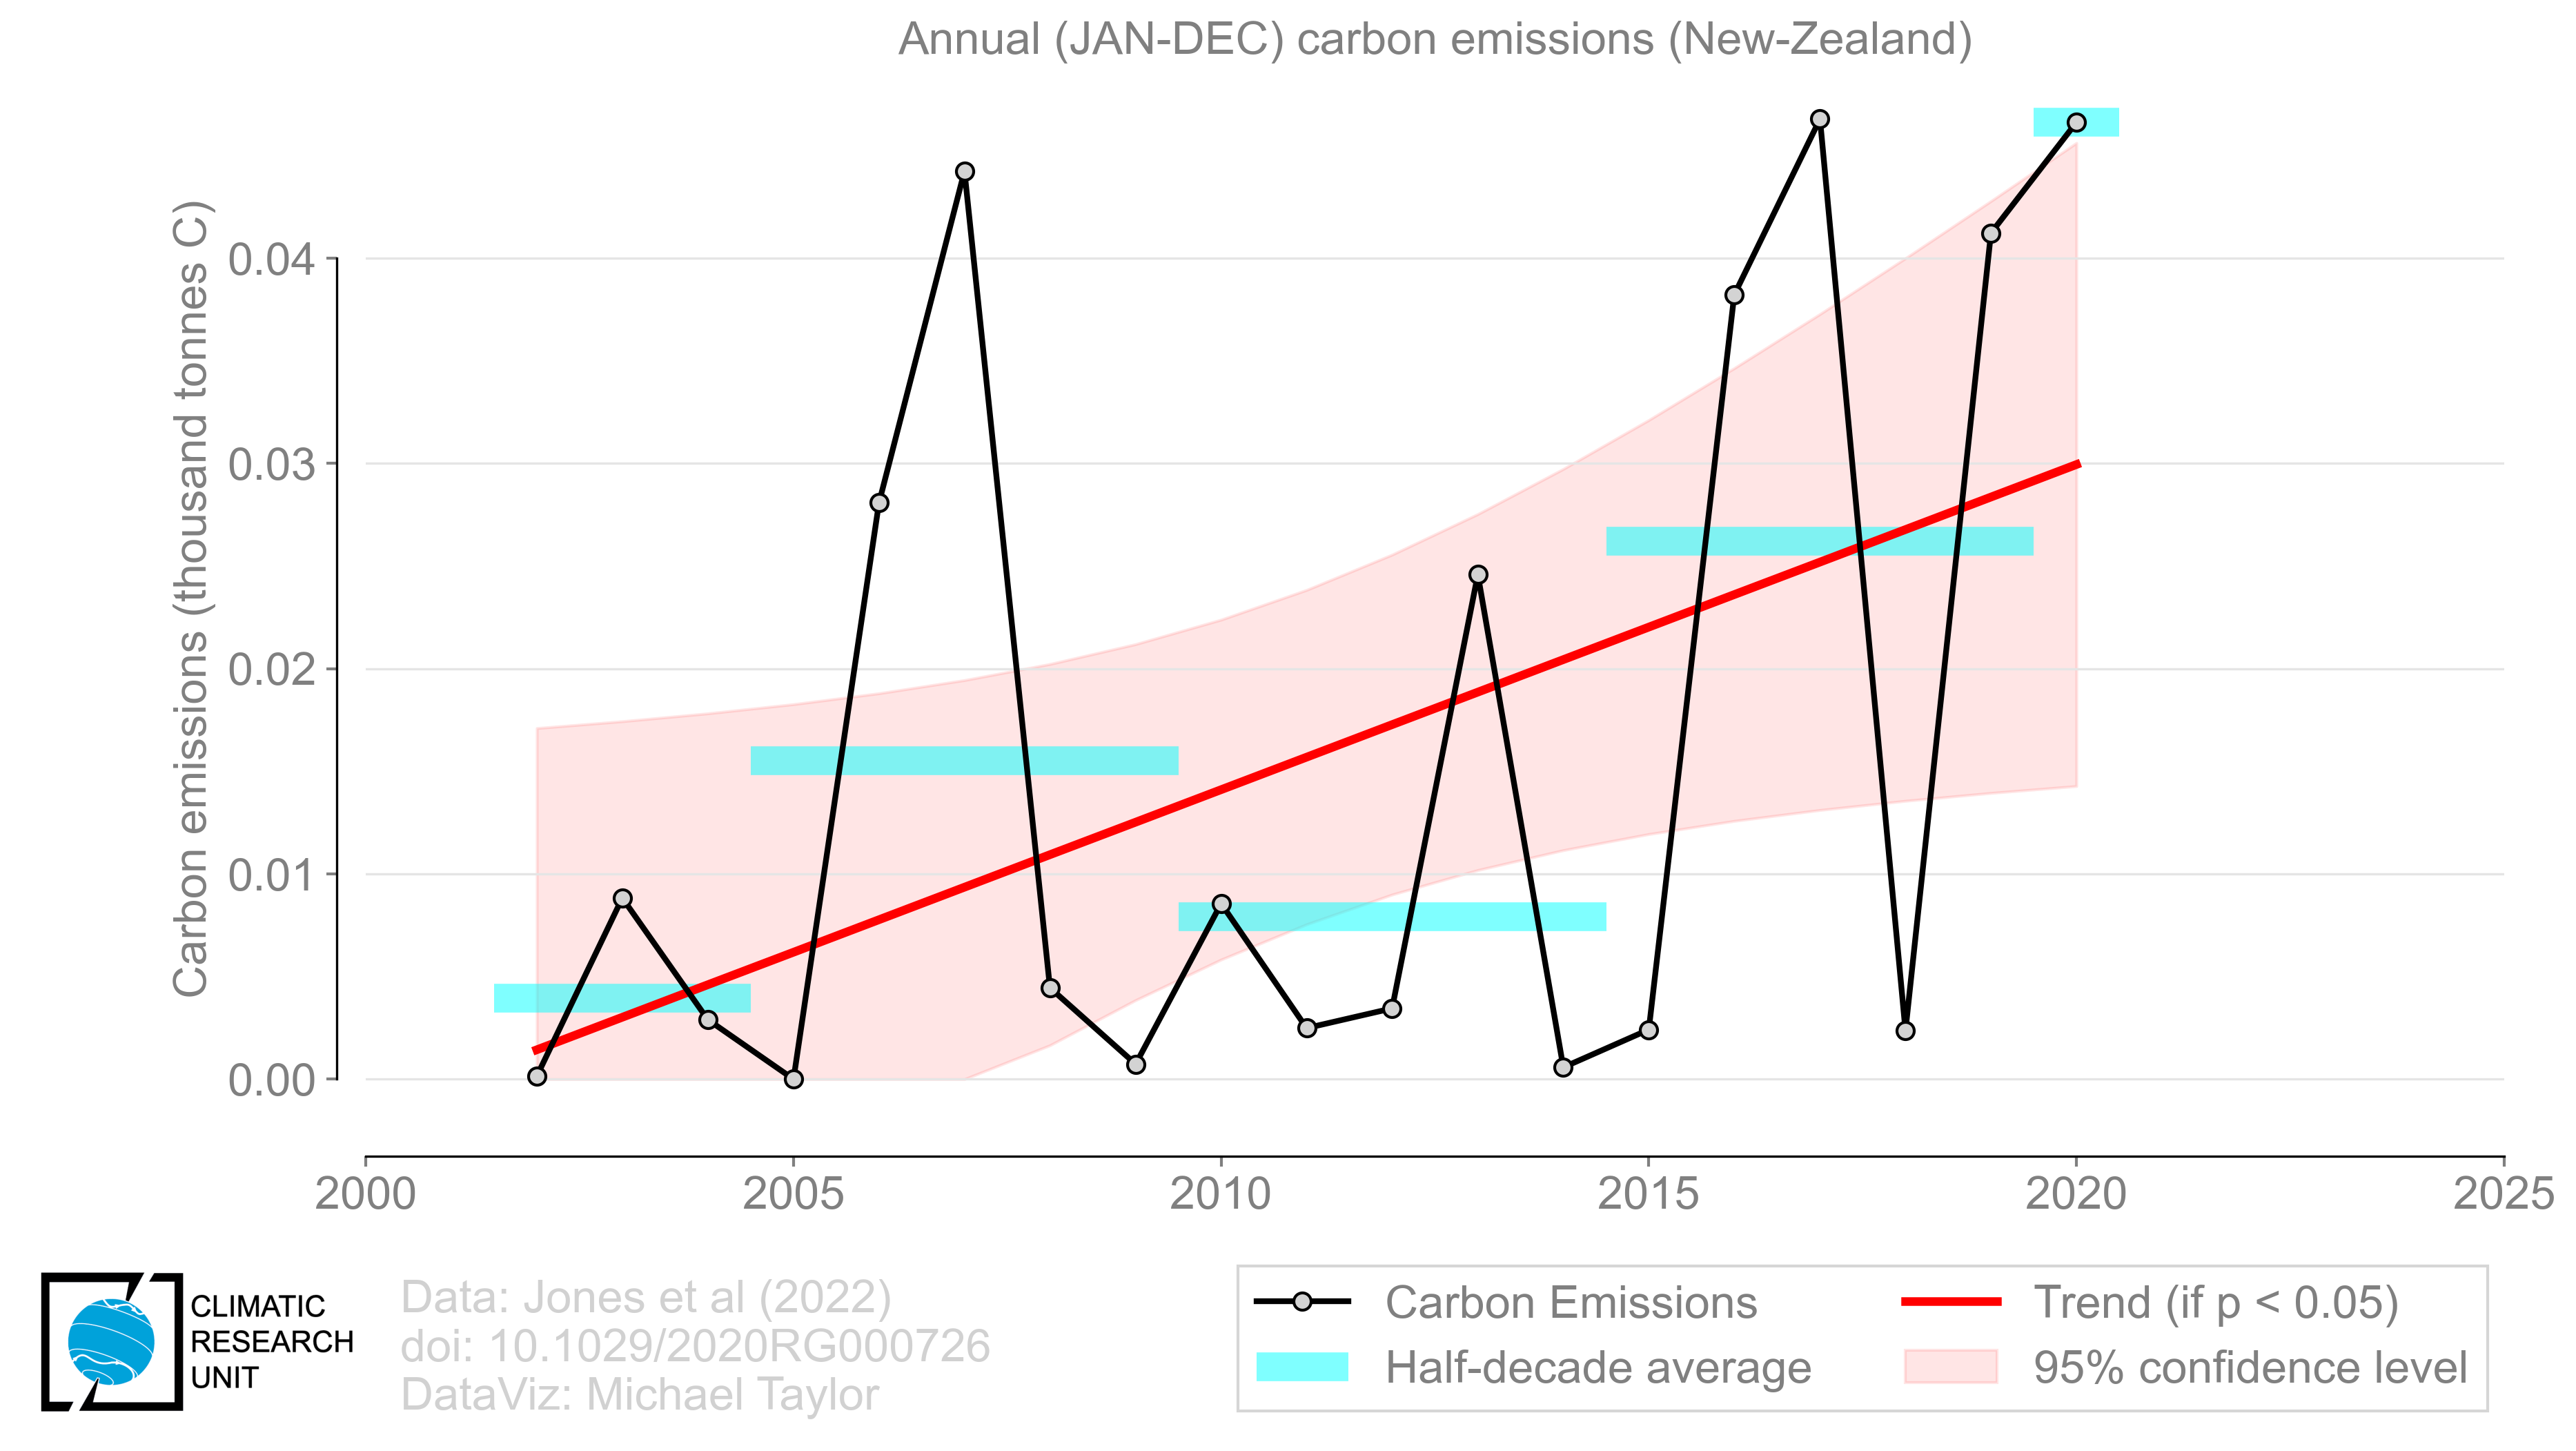 Annual (JAN-DEC) carbon emissions (New-Zealand)
Carbon emissions (thousand tonnes C)
0.04
0.03
0.02
0.01
0.00
2000
2005
2010
2015
2020
2025
CLIMATIC
RESEARCH
UNIT
Data: Jones et al (2022)
doi: 10.1029/2020RG000726
DataViz: Michael Taylor
Carbon Emissions
Half-decade average
Trend (if p < 0.05)
95% confidence level